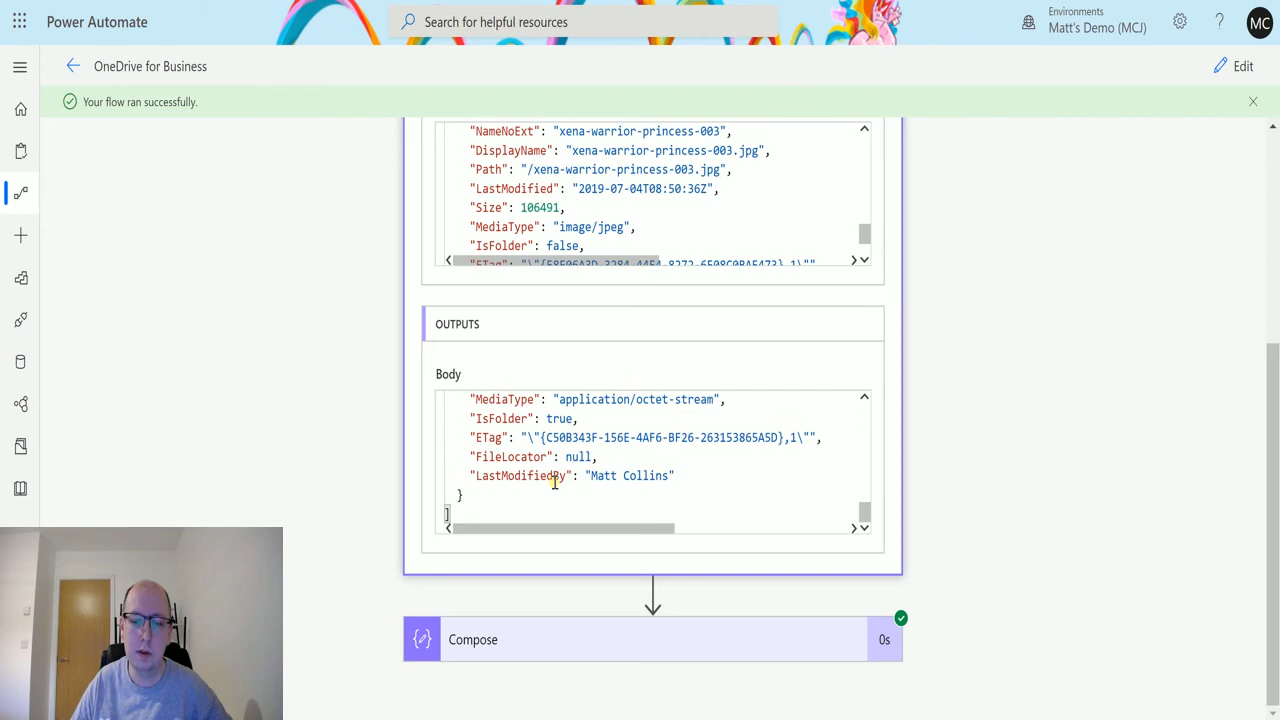 Power Automate
Search for helpful resources
Environments
Matt's Demo (MCJ)
MC
OneDrive for Business
Edit
Your flow ran successfully.
"NameNoExt": "xena-warrior-princess-003",
"DisplayName": "xena-warrior-princess-003.jpg",
"Path": "/xena-warrior-princess-003.jpg",
"LastModified": "2019-07-04T08:50:36Z",
"Size": 106491,
"MediaType": "image/jpeg",
"IsFolder": false,
OUTPUTS
Body
"MediaType": "application/octet-stream",
"IsFolder": true,
"ETag": "\"{C50B343F-156E-4AF6-BF26-263153865A5D},1\"",
"FileLocator": null,
"LastModifiedBy": "Matt Collins"
}
]
Compose
0s